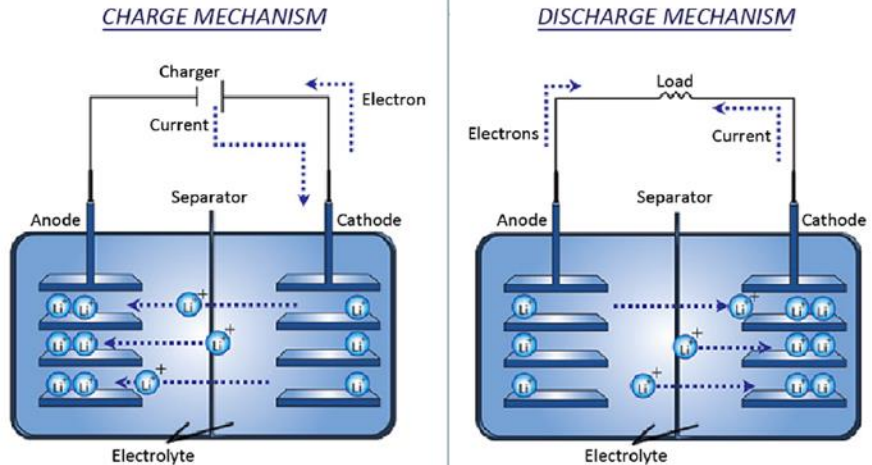 CHARGE MECHANISM
Charger
Electron
Current
Separator
Anode
Cathode
Li+
Li+ Li+ Li+
Li+ Li+ Li+
Li+ Li+ Li+
Li+
Li+
Electrolyte
DISCHARGE MECHANISM
Load
Electrons
Current
Separator
Anode
Cathode
Li+ Li+ Li+ Li+
Li+ Li+ Li+ Li+
Li+ Li+ Li+ Li+
Electrolyte